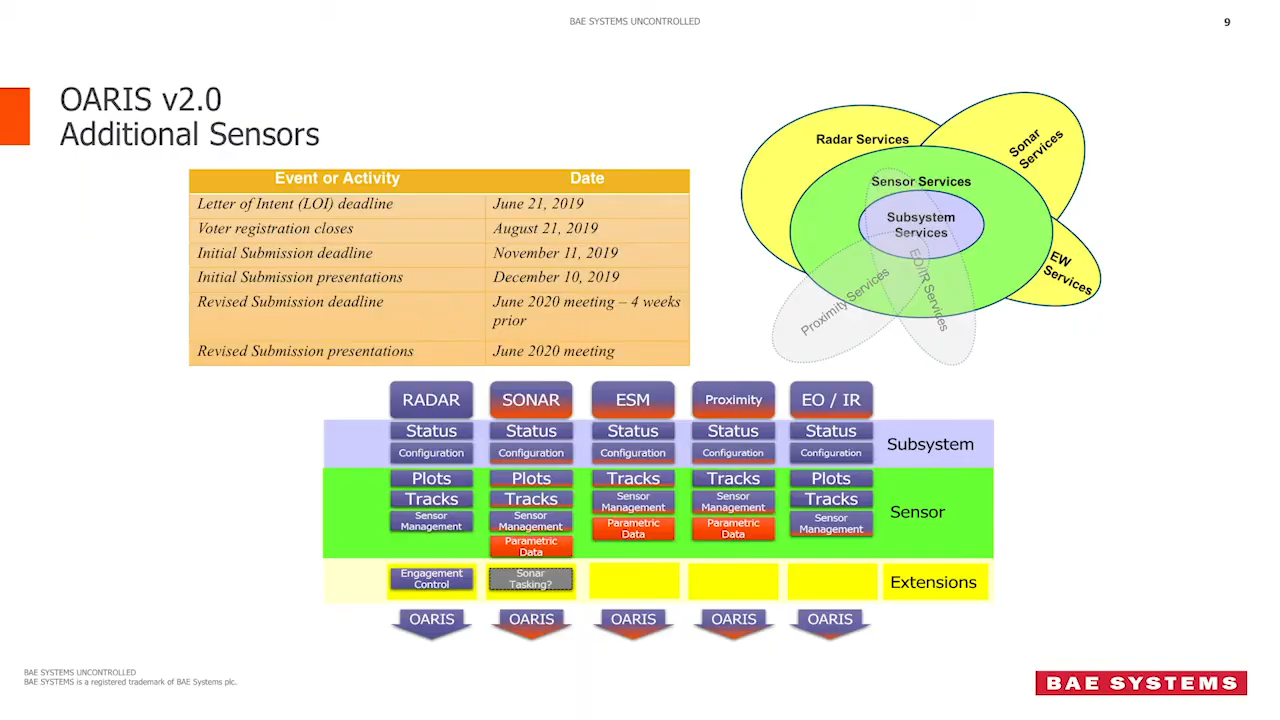 BAE SYSTEMS UNCONTROLLED
9
OARIS v2.0
Additional Sensors
Event or Activity Date
Letter of Intent (LOI) deadline June 21, 2019
Voter registration closes August 21, 2019
Initial Submission deadline November 11, 2019
Initial Submission presentations December 10, 2019
Revised Submission deadline June 2020 meeting – 4 weeks
prior
Revised Submission presentations June 2020 meeting
Radar Services
Sonar
Services
Sensor Services
Subsystem
Services
EW
Services
Proximity Services
EO/IR Services
RADAR SONAR ESM Proximity EO / IR
Status Status Status Status Status
Configuration Configuration Configuration Configuration Configuration
Subsystem
Plots Plots Tracks Tracks Plots
Tracks Tracks Sensor Management Sensor Management Tracks
Sensor Management Sensor Management Parametric Data Parametric Data Sensor Management
Parametric Data
Sensor
Engagement Control Sonar Tasking?
Extensions
OARIS OARIS OARIS OARIS OARIS
BAE SYSTEMS UNCONTROLLED
BAE SYSTEMS is a registered trademark of BAE Systems plc.
BAE SYSTEMS